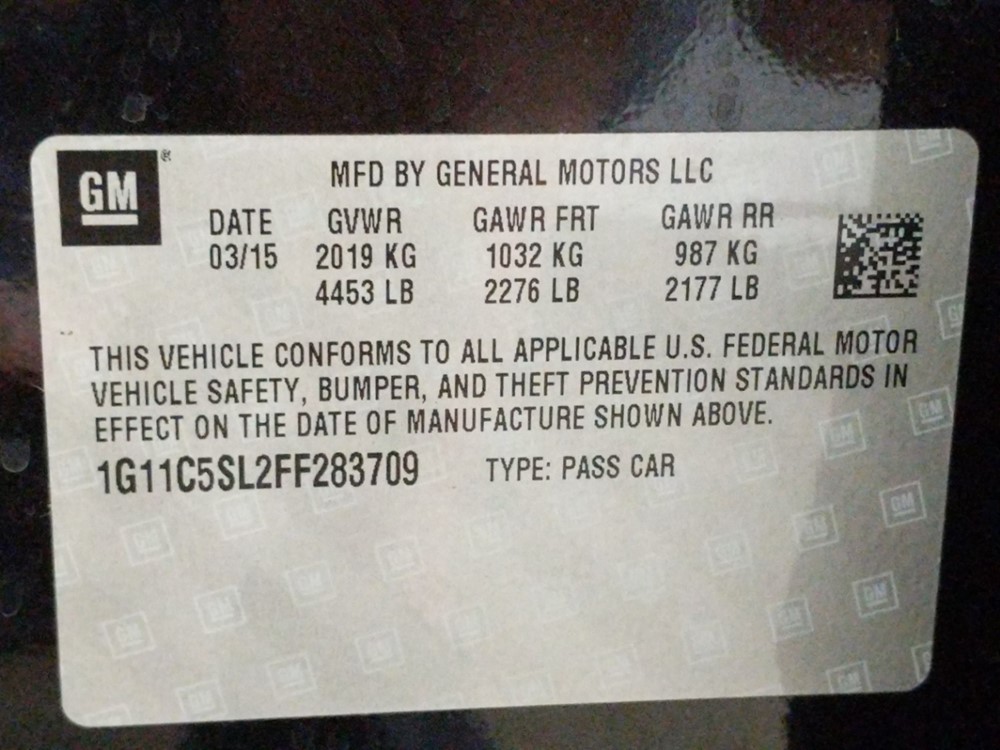 GM ®
MFD BY GENERAL MOTORS LLC
DATE GVWR GAWR FRT GAWR RR
03/15 2019 KG 1032 KG 987 KG
4453 LB 2276 LB 2177 LB
THIS VEHICLE CONFORMS TO ALL APPLICABLE U.S. FEDERAL MOTOR
VEHICLE SAFETY, BUMPER, AND THEFT PREVENTION STANDARDS IN
EFFECT ON THE DATE OF MANUFACTURE SHOWN ABOVE.
1G11C5SL2FF283709 TYPE: PASS CAR